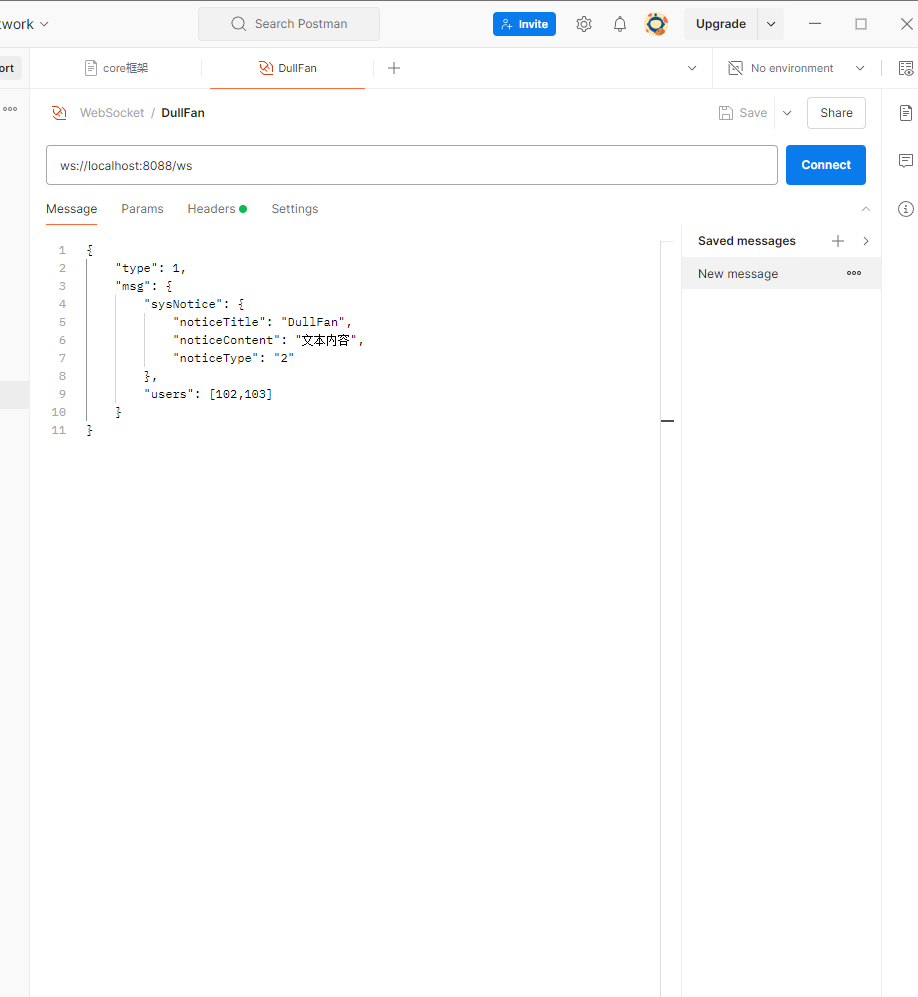 twork
Search Postman
Invite
Upgrade
ort
core框架
DullFan
No environment
WebSocket / DullFan
Save
Share
ws://localhost:8088/ws
Connect
Message
Params
Headers
Settings
Saved messages
New message
1 {
2 "type": 1,
3 "msg": {
4 "sysNotice": {
5 "noticeTitle": "DullFan",
6 "noticeContent": "文本内容",
7 "noticeType": "2"
8 },
9 "users": [102,103]
10 }
11 }